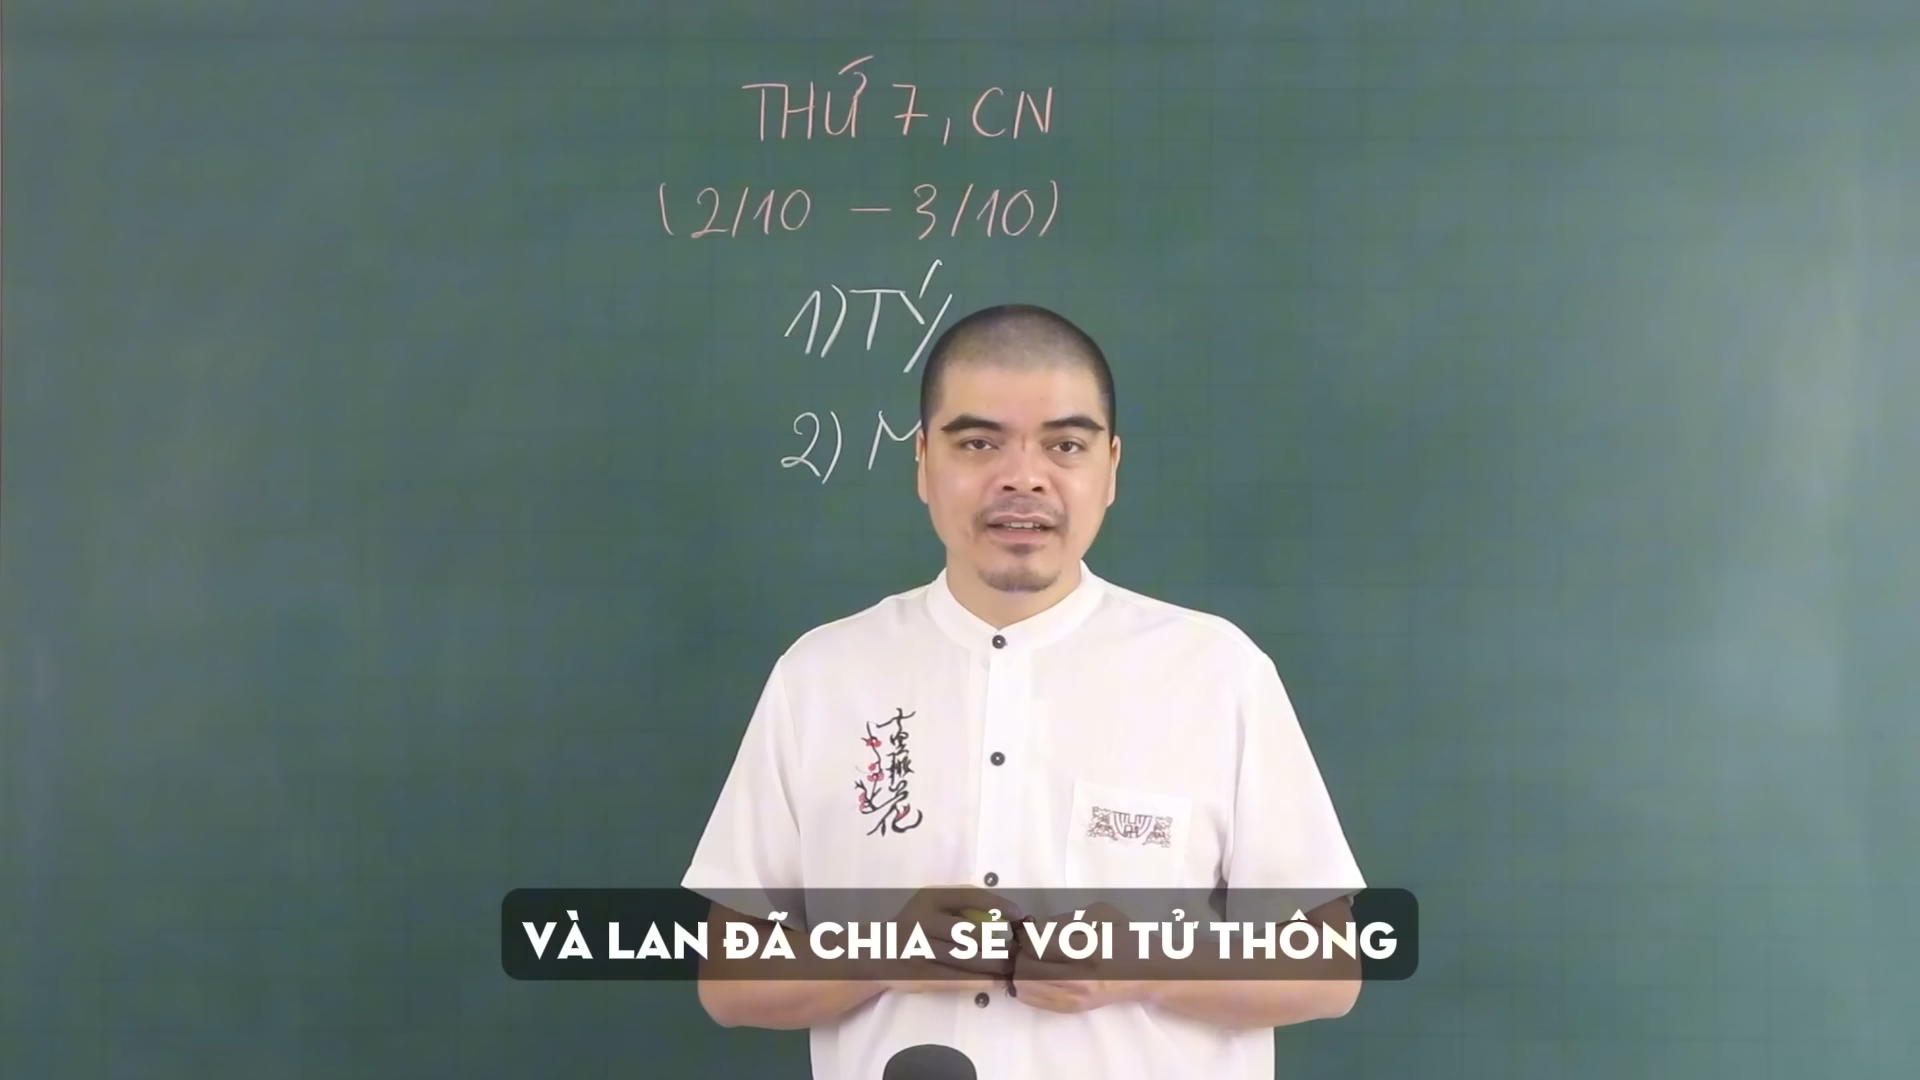 THỨ 7, CN
(2/10 – 3/10)
1) TÝ
2) M
VÀ LAN ĐÃ CHIA SẺ VỚI TỬ THÔNG